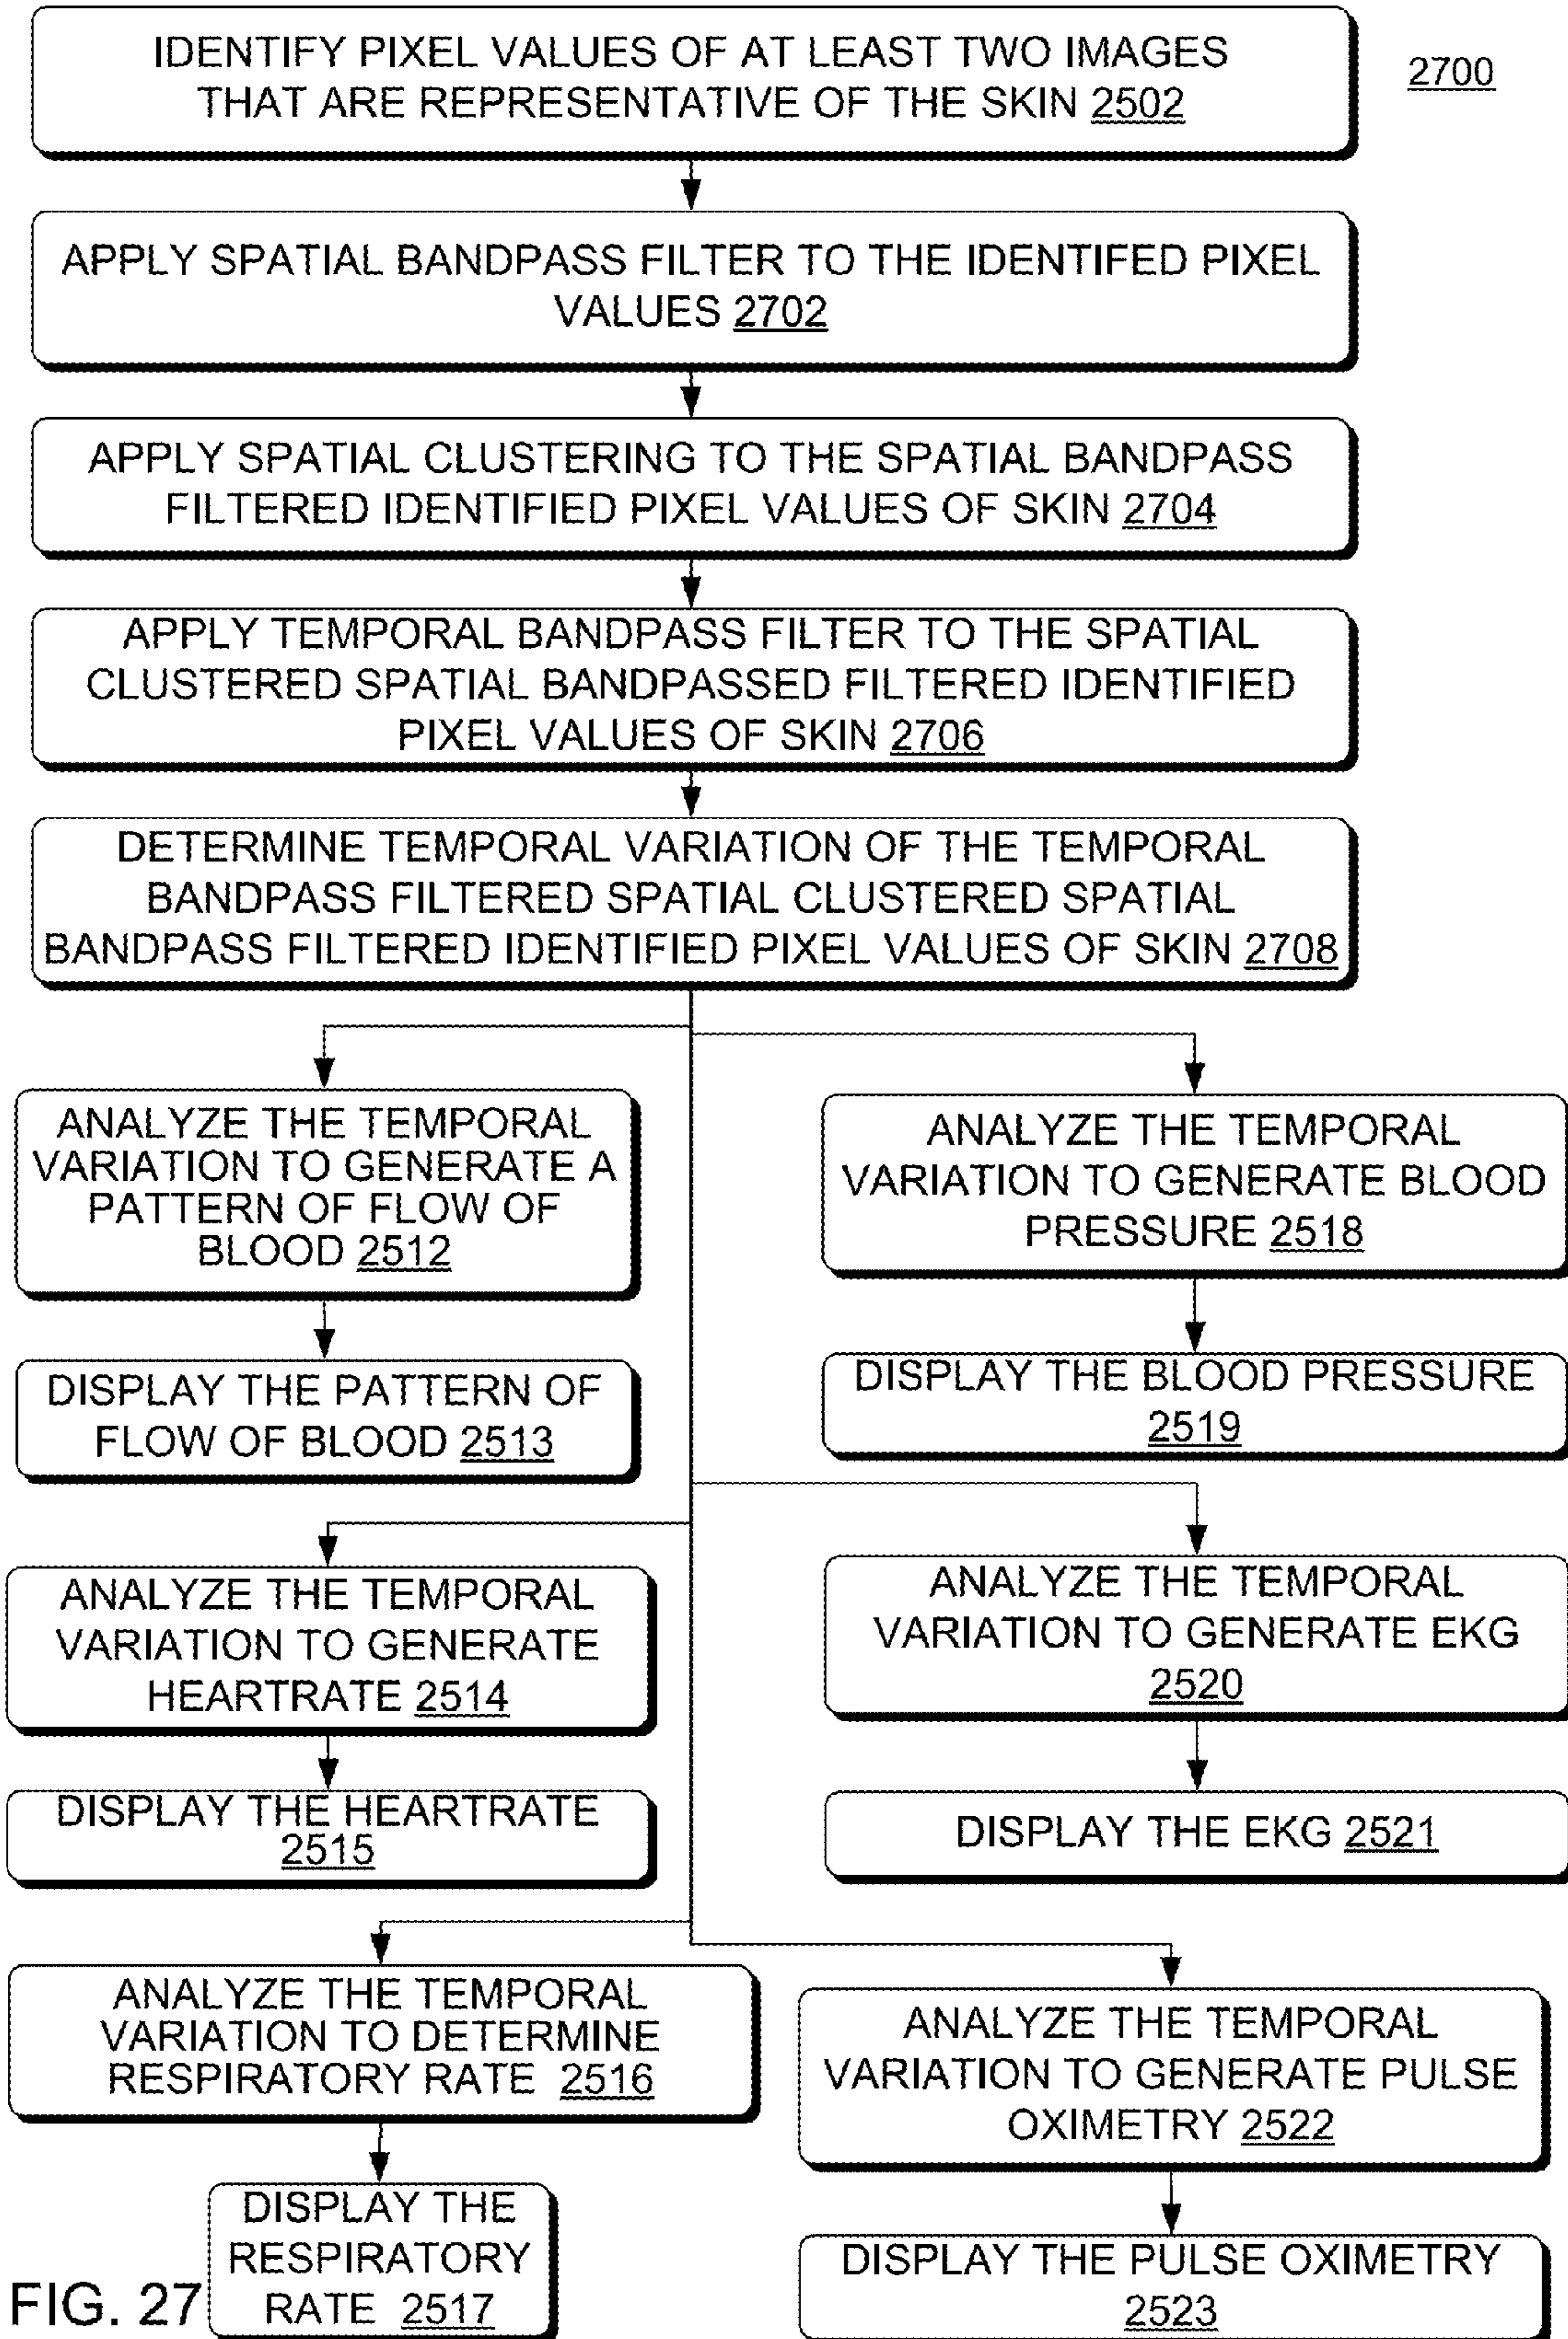 IDENTIFY PIXEL VALUES OF AT LEAST TWO IMAGES
THAT ARE REPRESENTATIVE OF THE SKIN 2502
2700
APPLY SPATIAL BANDPASS FILTER TO THE IDENTIFED PIXEL
VALUES 2702
APPLY SPATIAL CLUSTERING TO THE SPATIAL BANDPASS
FILTERED IDENTIFIED PIXEL VALUES OF SKIN 2704
APPLY TEMPORAL BANDPASS FILTER TO THE SPATIAL
CLUSTERED SPATIAL BANDPASSED FILTERED IDENTIFIED
PIXEL VALUES OF SKIN 2706
DETERMINE TEMPORAL VARIATION OF THE TEMPORAL
BANDPASS FILTERED SPATIAL CLUSTERED SPATIAL
BANDPASS FILTERED IDENTIFIED PIXEL VALUES OF SKIN 2708
ANALYZE THE TEMPORAL
VARIATION TO GENERATE A
PATTERN OF FLOW OF
BLOOD 2512
ANALYZE THE TEMPORAL
VARIATION TO GENERATE BLOOD
PRESSURE 2518
DISPLAY THE PATTERN OF
FLOW OF BLOOD 2513
DISPLAY THE BLOOD PRESSURE
2519
ANALYZE THE TEMPORAL
VARIATION TO GENERATE
HEARTRATE 2514
ANALYZE THE TEMPORAL
VARIATION TO GENERATE EKG
2520
DISPLAY THE HEARTRATE
2515
DISPLAY THE EKG 2521
ANALYZE THE TEMPORAL
VARIATION TO DETERMINE
RESPIRATORY RATE 2516
ANALYZE THE TEMPORAL
VARIATION TO GENERATE PULSE
OXIMETRY 2522
DISPLAY THE
RESPIRATORY
RATE 2517
DISPLAY THE PULSE OXIMETRY
2523
FIG. 27